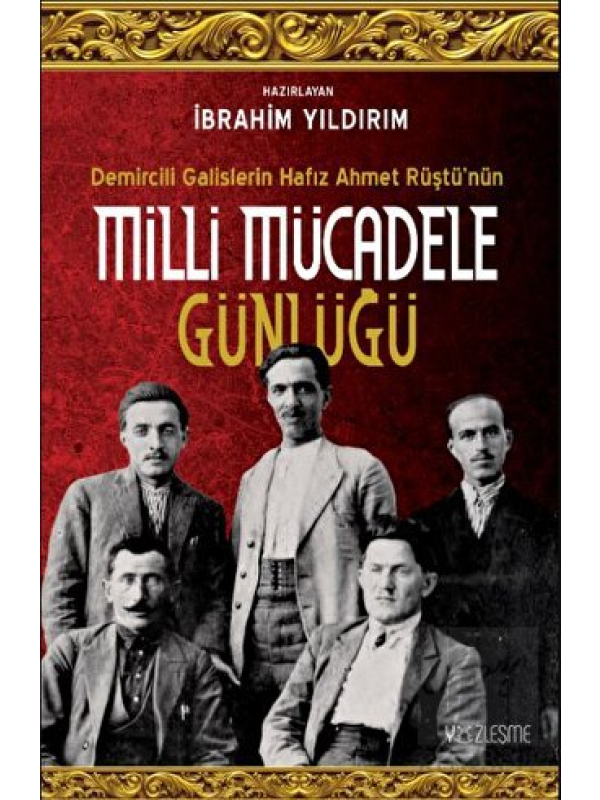 HAZIRLAYAN
İBRAHİM YILDIRIM
Demircili Galislerin Hafız Ahmet Rüştü'nün
MİLLİ MÜCADELE
GÜNLÜĞÜ